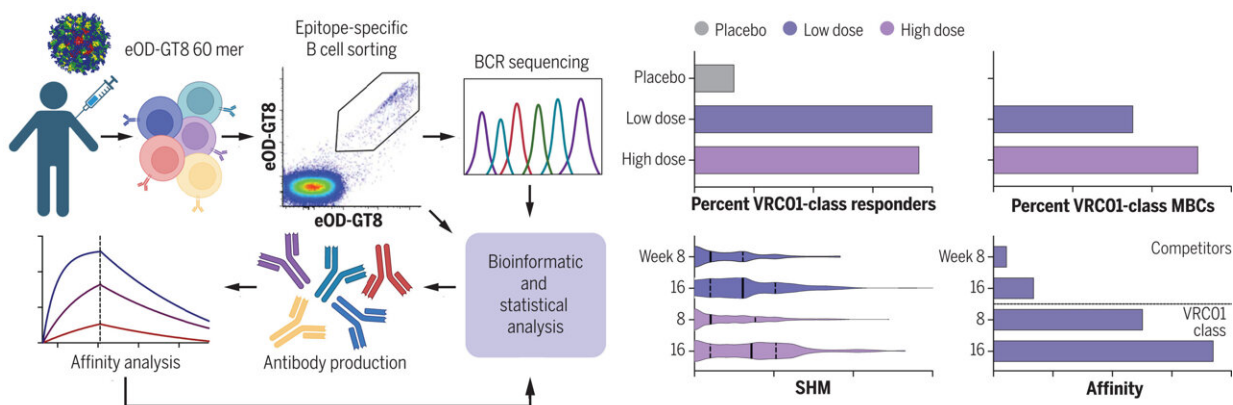 eOD-GT8 60 mer
Epitope-specific
B cell sorting
BCR sequencing
eOD-GT8
eOD-GT8
Bioinformatic
and
statistical
analysis
Affinity analysis
Antibody production
Placebo
Low dose
High dose
Placebo
Low dose
High dose
Percent VRC01-class responders
Percent VRC01-class MBCs
Week 8
16
8
16
SHM
Week 8
16
8
16
Competitors
VRC01
class
Affinity